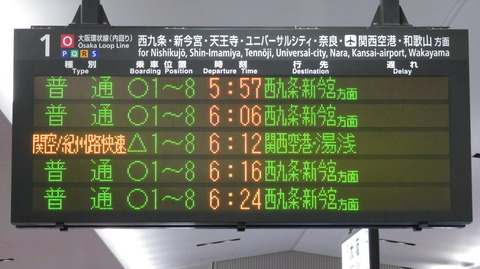 1 O 大阪環状線(内回り) 西九条・新今宮・天王寺・ユニバーサルシティ・奈良・関西空港・和歌山 方面
Osaka Loop Line for Nishikujō, Shin-Imamiya, Tennōji, Universal-city, Nara, Kansai-airport, Wakayama
P Q R S
種別 乗車位置 時刻 行先 遅れ
Type Boarding Position Departure Time Destination Delay
普通 ○1～8 5:57 西九条・新今宮方面
普通 ○1～8 6:06 西九条・新今宮方面
関空/紀州路快速 △1～8 6:12 関西空港・湯浅
普通 ○1～8 6:16 西九条・新今宮方面
普通 ○1～8 6:24 西九条・新今宮方面